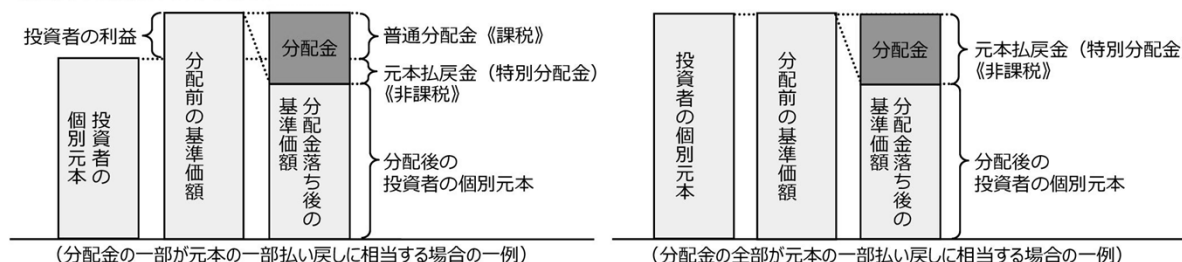 投資者の利益
投資者の
個別元本
分配前の基準価額
分配金
分配金落ち後の
基準価額
普通分配金《課税》
元本払戻金（特別分配金）
《非課税》
分配後の
投資者の個別元本
（分配金の一部が元本の一部払い戻しに相当する場合の一例）
投資者の個別元本
分配前の基準価額
分配金
分配金落ち後の
基準価額
元本払戻金（特別分配金
《非課税》
分配後の
投資者の個別元本
（分配金の全部が元本の一部払い戻しに相当する場合の一例）